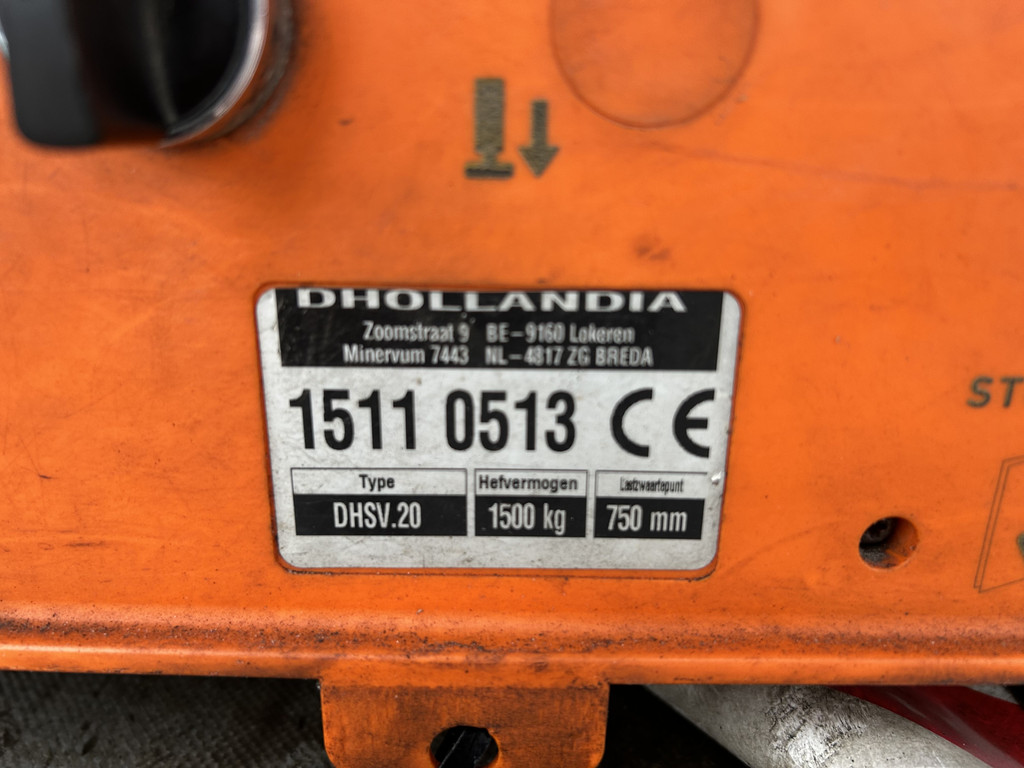 DHOLLANDIA
Zoomstraat 9 BE-9160 Lokeren
Minervum 7443 NL-4817 ZG BREDA
1511 0513 CE
Type Hefvermogen Lastzwaartepunt
DHSV.20 1500 kg 750 mm
ST